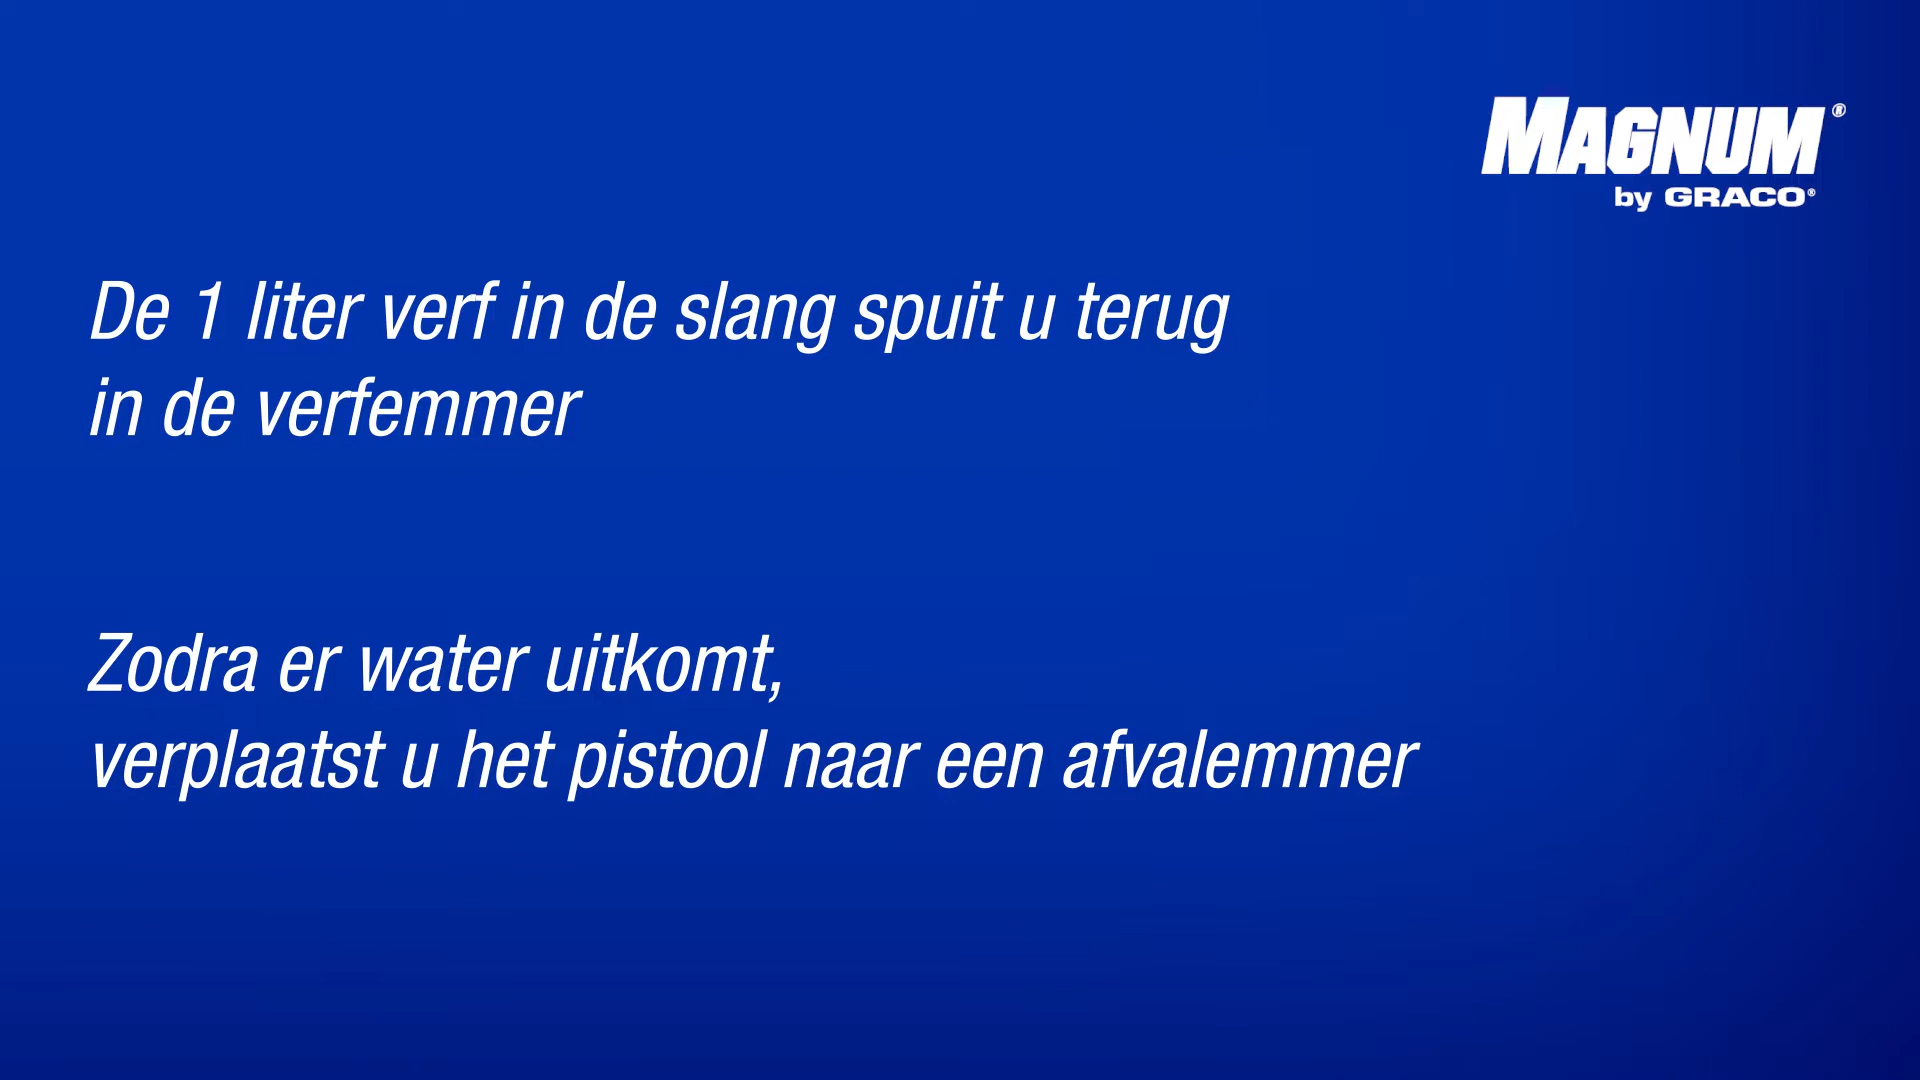 MAGNUM®
by GRACO®
De 1 liter verf in de slang spuit u terug
in de verfemmer
Zodra er water uitkomt,
verplaatst u het pistool naar een afvalemmer